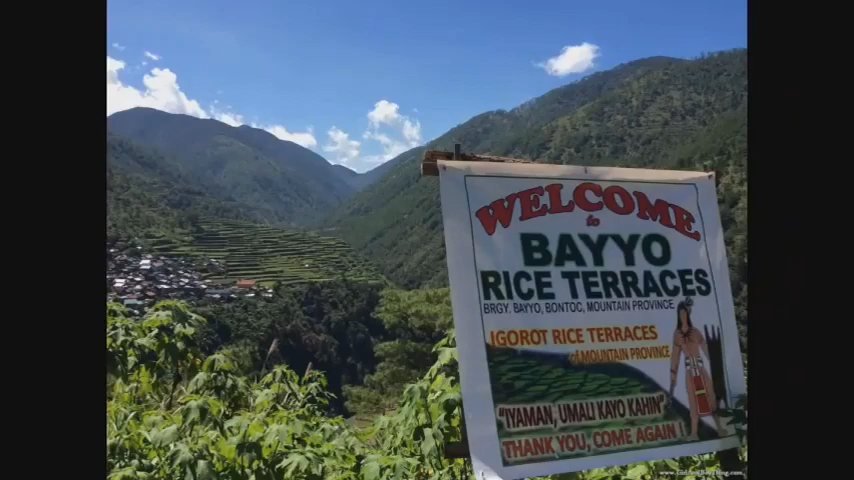 WELCOME
to
BAYYO
RICE TERRACES
BRGY. BAYYO, BONTOC, MOUNTAIN PROVINCE
IGOROT RICE TERRACES
of MOUNTAIN PROVINCE
"IYAMAN, UMALI KAYO KAHIN"
THANK YOU, COME AGAIN !